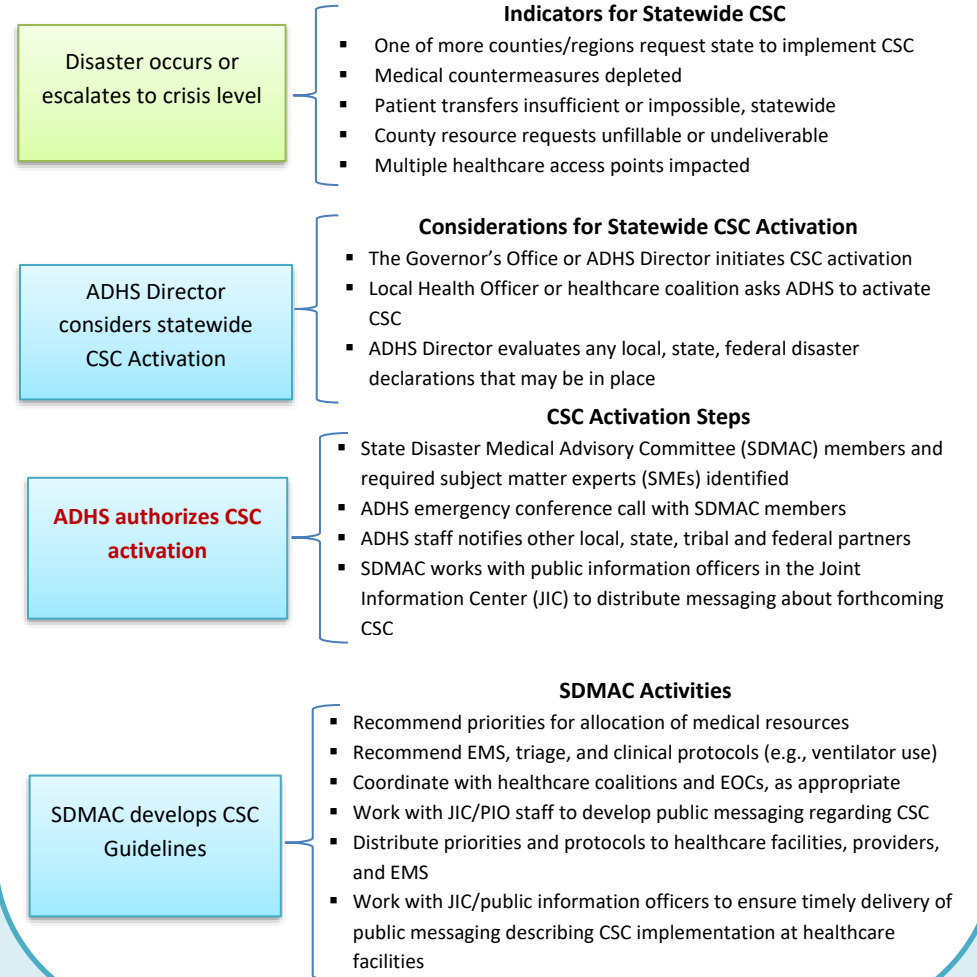 Disaster occurs or
escalates to crisis level
Indicators for Statewide CSC
▪ One of more counties/regions request state to implement CSC
▪ Medical countermeasures depleted
▪ Patient transfers insufficient or impossible, statewide
▪ County resource requests unfillable or undeliverable
▪ Multiple healthcare access points impacted
ADHS Director
considers statewide
CSC Activation
Considerations for Statewide CSC Activation
▪ The Governor’s Office or ADHS Director initiates CSC activation
▪ Local Health Officer or healthcare coalition asks ADHS to activate
CSC
▪ ADHS Director evaluates any local, state, federal disaster
declarations that may be in place
ADHS authorizes CSC
activation
CSC Activation Steps
▪ State Disaster Medical Advisory Committee (SDMAC) members and
required subject matter experts (SMEs) identified
▪ ADHS emergency conference call with SDMAC members
▪ ADHS staff notifies other local, state, tribal and federal partners
▪ SDMAC works with public information officers in the Joint
Information Center (JIC) to distribute messaging about forthcoming
CSC
SDMAC develops CSC
Guidelines
SDMAC Activities
▪ Recommend priorities for allocation of medical resources
▪ Recommend EMS, triage, and clinical protocols (e.g., ventilator use)
▪ Coordinate with healthcare coalitions and EOCs, as appropriate
▪ Work with JIC/PIO staff to develop public messaging regarding CSC
▪ Distribute priorities and protocols to healthcare facilities, providers,
and EMS
▪ Work with JIC/public information officers to ensure timely delivery of
public messaging describing CSC implementation at healthcare
facilities